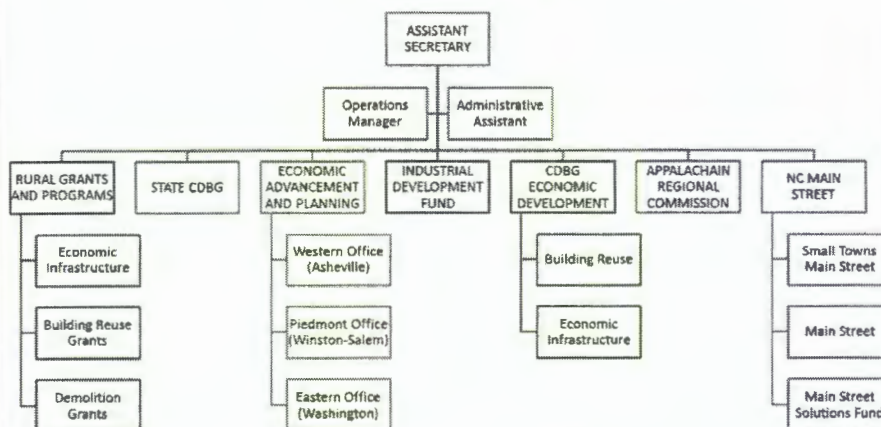 ASSISTANT
SECRETARY
Operations
Manager
Administrative
Assistant
RURAL GRANTS
AND PROGRAMS
STATE CDBG
ECONOMIC
ADVANCEMENT
AND PLANNING
INDUSTRIAL
DEVELOPMENT
FUND
CDBG
ECONOMIC
DEVELOPMENT
APPALACHAIN
REGIONAL
COMMISSION
NC MAIN
STREET
Economic
Infrastructure
Building Reuse
Grants
Demolition
Grants
Western Office
(Asheville)
Piedmont Office
(Winston-Salem)
Eastern Office
(Washington)
Building Reuse
Economic
Infrastructure
Small Towns
Main Street
Main Street
Main Street
Solutions Fund